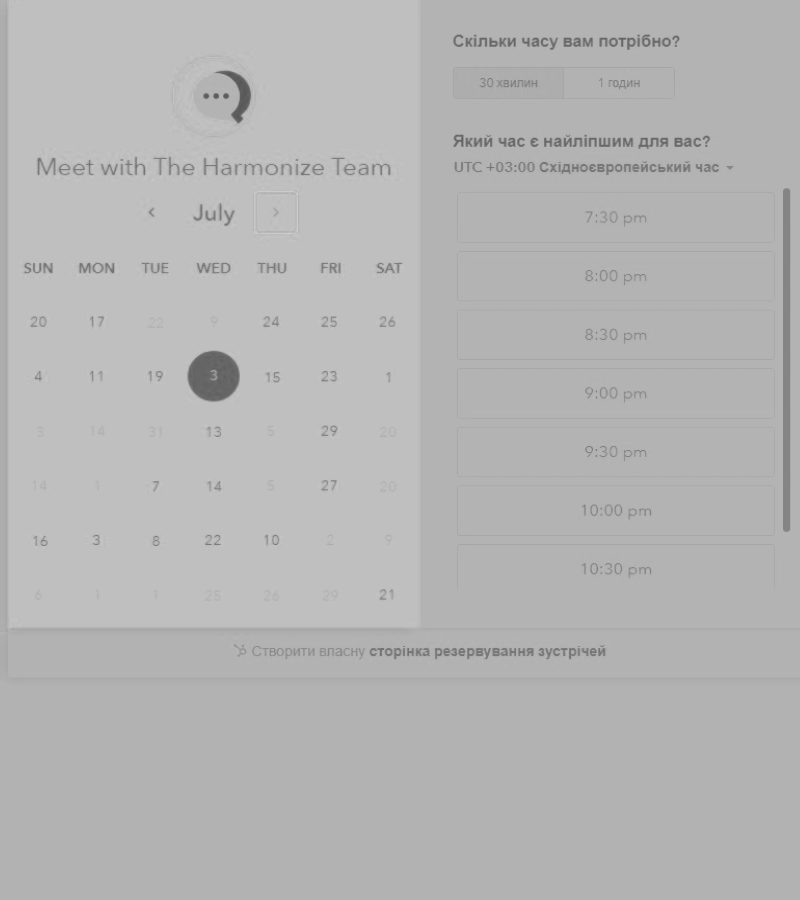 Meet with The Harmonize Team
July
SUN MON TUE WED THU FRI SAT
20 17 22 9 24 25 26
4 11 19 3 15 23 1
3 14 31 13 5 29 20
14 1 7 14 5 27 20
16 3 8 22 10 2 9
6 1 1 28 26 29 21
Скільки часу вам потрібно?
30 хвилин 1 годин
Який час є найліпшим для вас?
UTC +03:00 Східноєвропейський час
7:30 pm
8:00 pm
8:30 pm
9:00 pm
9:30 pm
10:00 pm
10:30 pm
Створити власну сторінка резервування зустрічей